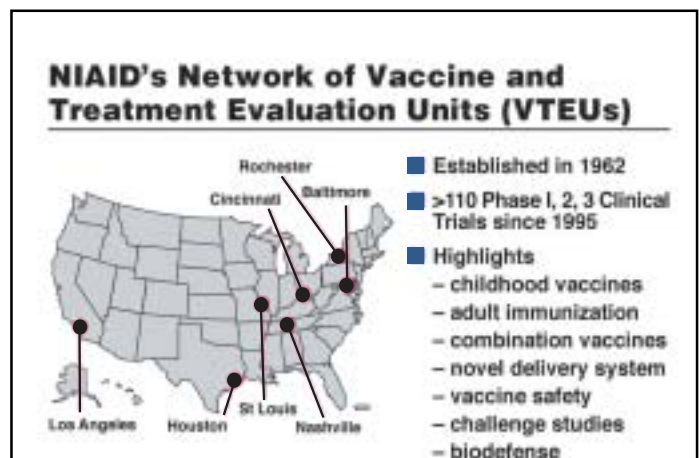 NIAID's Network of Vaccine and
Treatment Evaluation Units (VTEUs)
Rochester
Cincinnati
Baltimore
Los Angeles
Houston
St Louis
Nashville
Established in 1962
>110 Phase I, 2, 3 Clinical
Trials since 1995
Highlights
– childhood vaccines
– adult immunization
– combination vaccines
– novel delivery system
– vaccine safety
– challenge studies
– biodefense